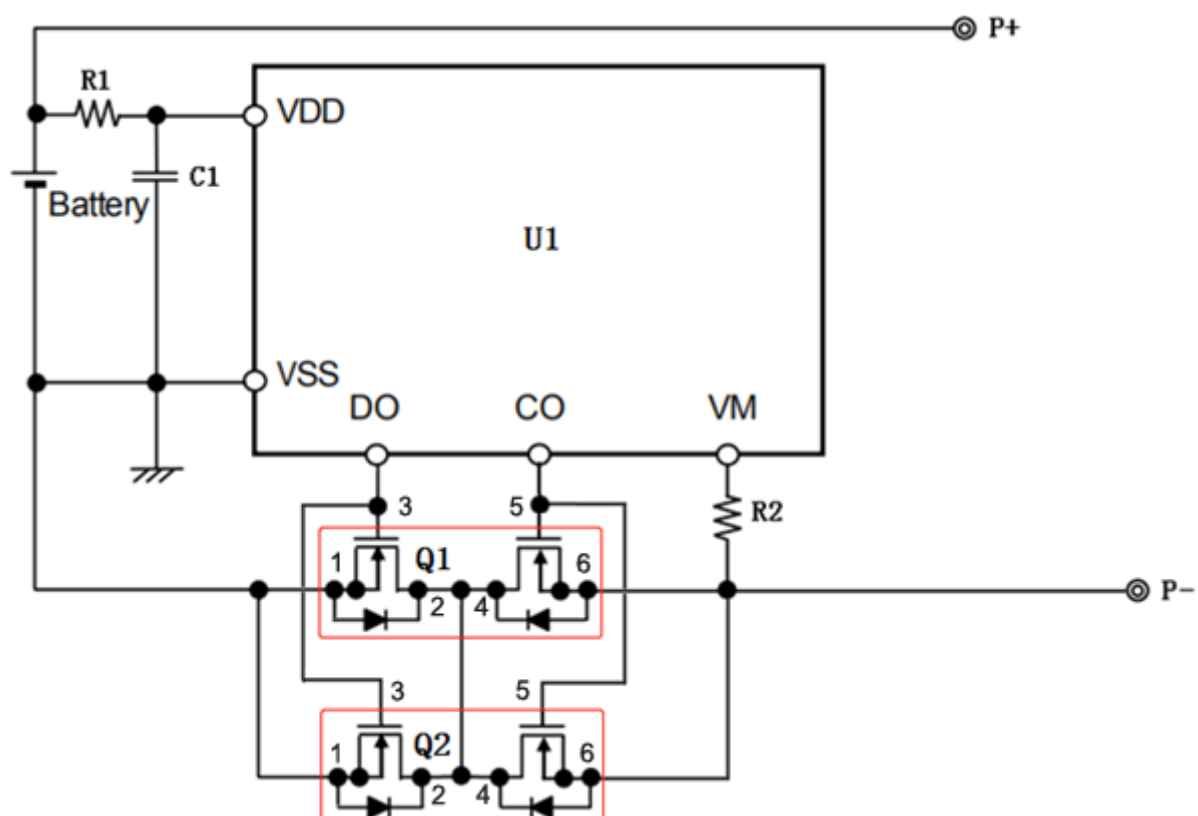 P+
R1
VDD
C1
Battery
U1
VSS
DO CO VM
3 5 R2
1 Q1 6
2 4 P-
3 5
1 Q2 6
2 4